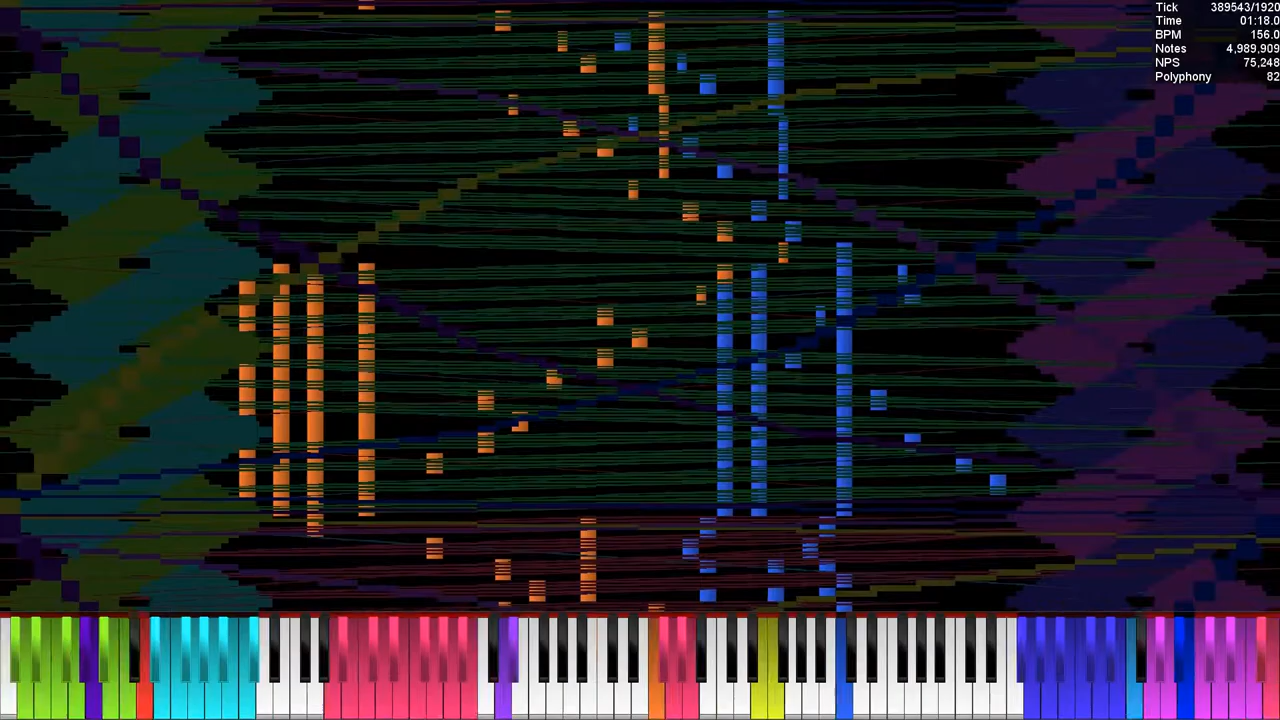 Tick 389543/1920
Time 01:18.0
BPM 156.0
Notes 4,989,909
NPS 75,248
Polyphony 82